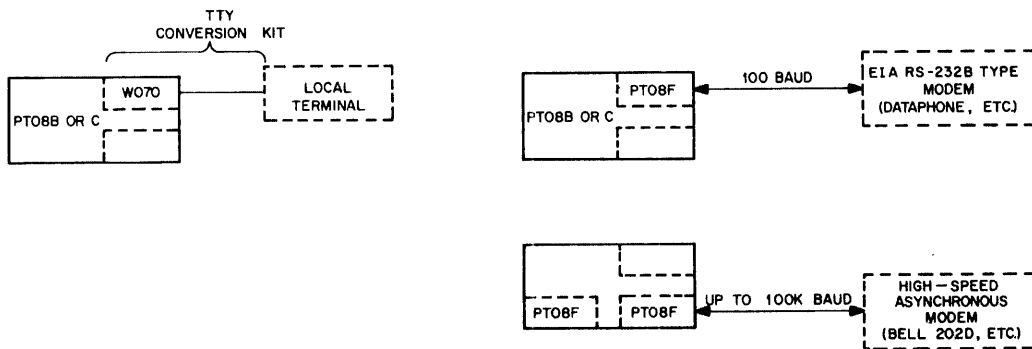 TTY
CONVERSION KIT
W070
PT08B OR C
LOCAL
TERMINAL
PT08F
PT08B OR C
100 BAUD
EIA RS-232B TYPE
MODEM
(DATAPHONE, ETC.)
PT08F
PT08F
UP TO 100K BAUD
HIGH-SPEED
ASYNCHRONOUS
MODEM
(BELL 202D, ETC.)